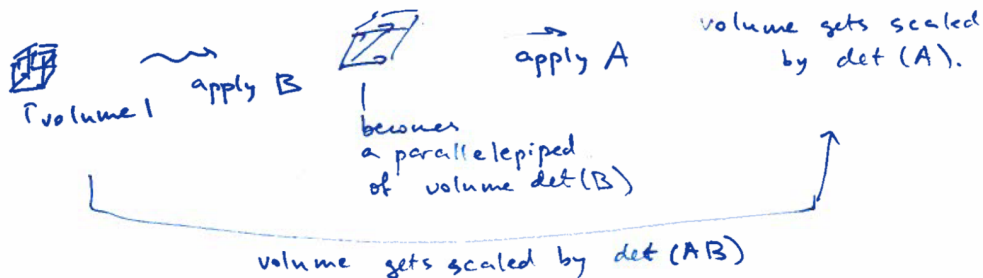 volume gets scaled
by det(A).
apply B
apply A
↑volume 1
becomes
a parallelepiped
of volume det(B)
volume gets scaled by det(AB)